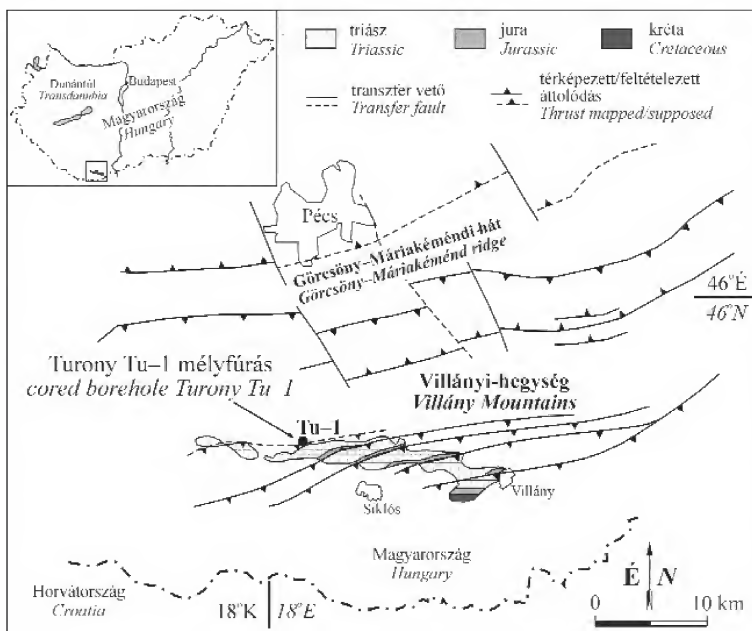 Dunántúl
Transdanubia
Budapest
Magyarország
Hungary
triász
Triassic
jura
Jurassic
kréta
Cretaceous
transzfer vető
Transfer fault
térképezett/feltételezett
áttolódás
Thrust mapped/supposed
Pécs
Görcsöny–Máriakéméndi hát
Görcsöny–Máriakéménd ridge
46°É
46°N
Turony Tu–1 mélyfúrás
cored borehole Turony Tu 1
Villányi-hegység
Villány Mountains
Tu–1
Siklós
Villány
Magyarország
Hungary
Horvátország
Croatia
18°K 18°E
É N
0 10 km